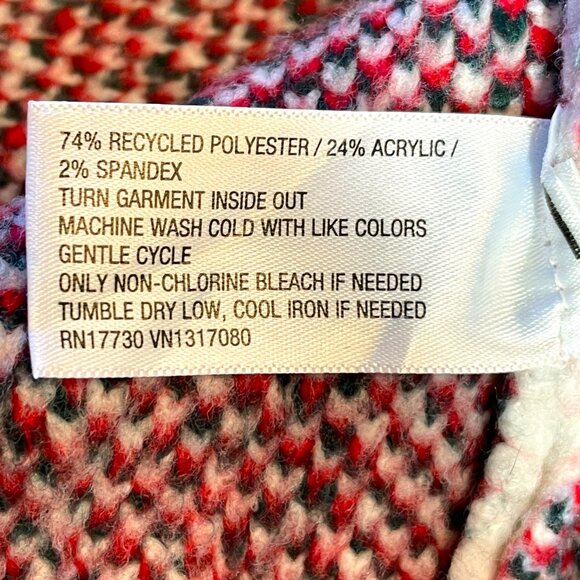 74% RECYCLED POLYESTER / 24% ACRYLIC /
2% SPANDEX
TURN GARMENT INSIDE OUT
MACHINE WASH COLD WITH LIKE COLORS
GENTLE CYCLE
ONLY NON-CHLORINE BLEACH IF NEEDED
TUMBLE DRY LOW, COOL IRON IF NEEDED
RN17730 VN1317080